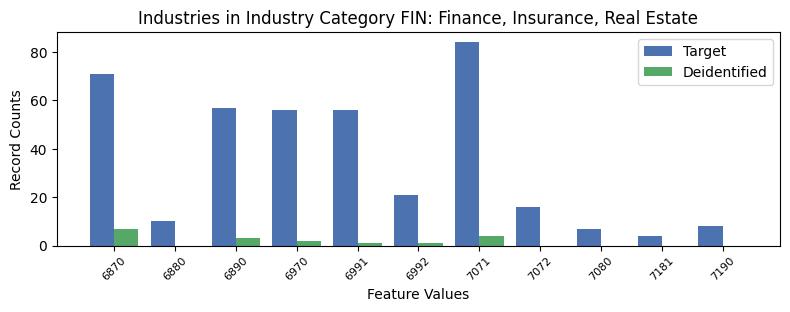 Industries in Industry Category FIN: Finance, Insurance, Real Estate
Target
Deidentified
Record Counts
80
60
40
20
0
6870 6880 6890 6970 6991 6992 7071 7072 7080 7181 7190
Feature Values